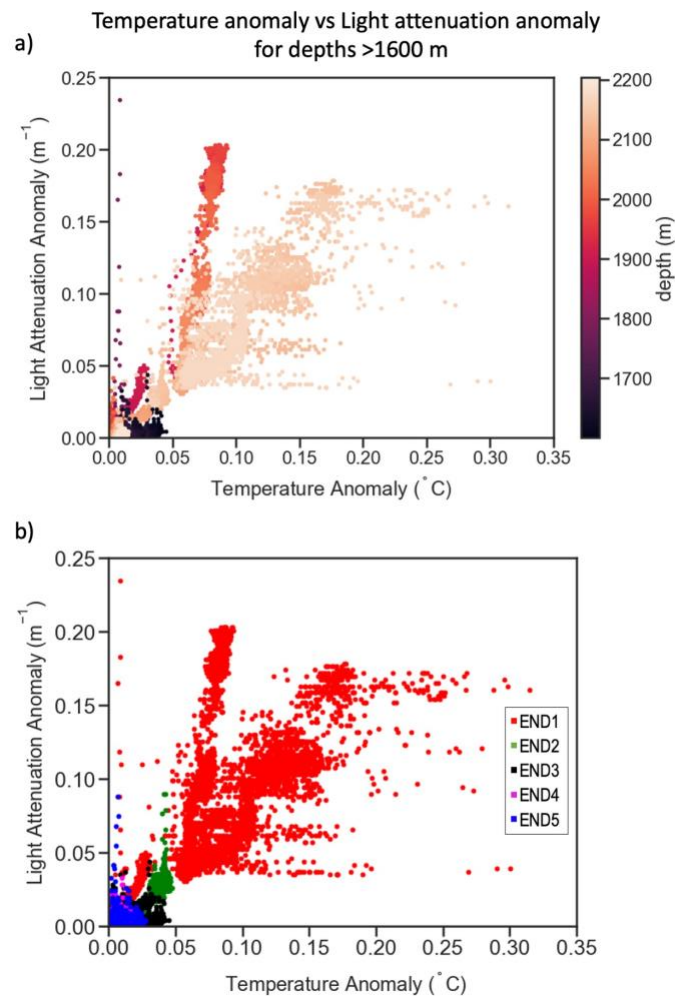 Temperature anomaly vs Light attenuation anomaly
for depths >1600 m
a)
0.25
0.20
0.15
0.10
0.05
0.00
Light Attenuation Anomaly (m⁻¹)
0.00 0.05 0.10 0.15 0.20 0.25 0.30 0.35
Temperature Anomaly (˚C)
2200
2100
2000
1900
1800
1700
depth (m)
b)
0.25
0.20
0.15
0.10
0.05
0.00
Light Attenuation Anomaly (m⁻¹)
END1
END2
END3
END4
END5
0.00 0.05 0.10 0.15 0.20 0.25 0.30 0.35
Temperature Anomaly (˚C)